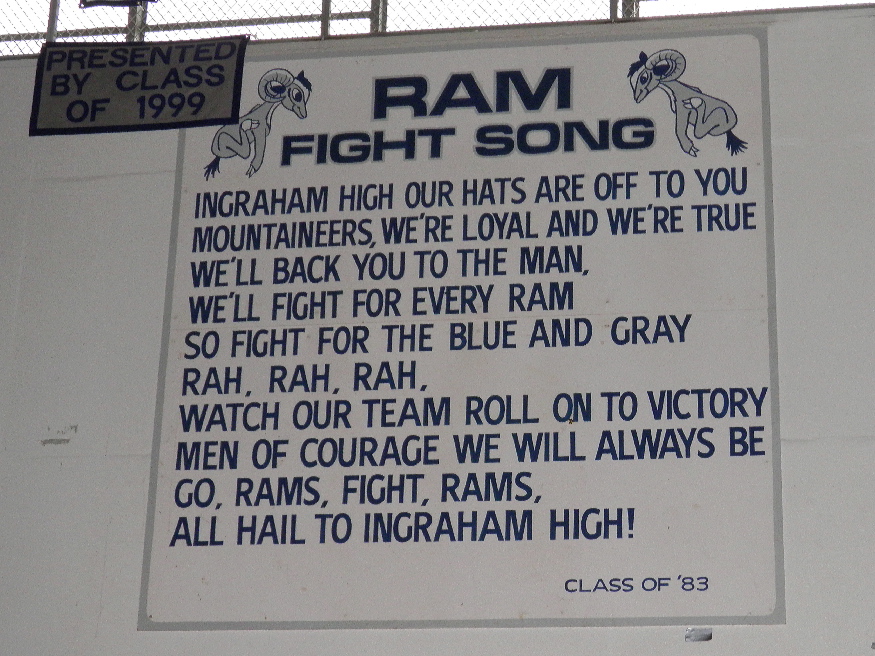 PRESENTED
BY CLASS
OF 1999
RAM
FIGHT SONG
INGRAHAM HIGH OUR HATS ARE OFF TO YOU
MOUNTAINEERS, WE'RE LOYAL AND WE'RE TRUE
WE'LL BACK YOU TO THE MAN,
WE'LL FIGHT FOR EVERY RAM
SO FIGHT FOR THE BLUE AND GRAY
RAH, RAH, RAH,
WATCH OUR TEAM ROLL ON TO VICTORY
MEN OF COURAGE WE WILL ALWAYS BE
GO, RAMS, FIGHT, RAMS,
ALL HAIL TO INGRAHAM HIGH!
CLASS OF '83